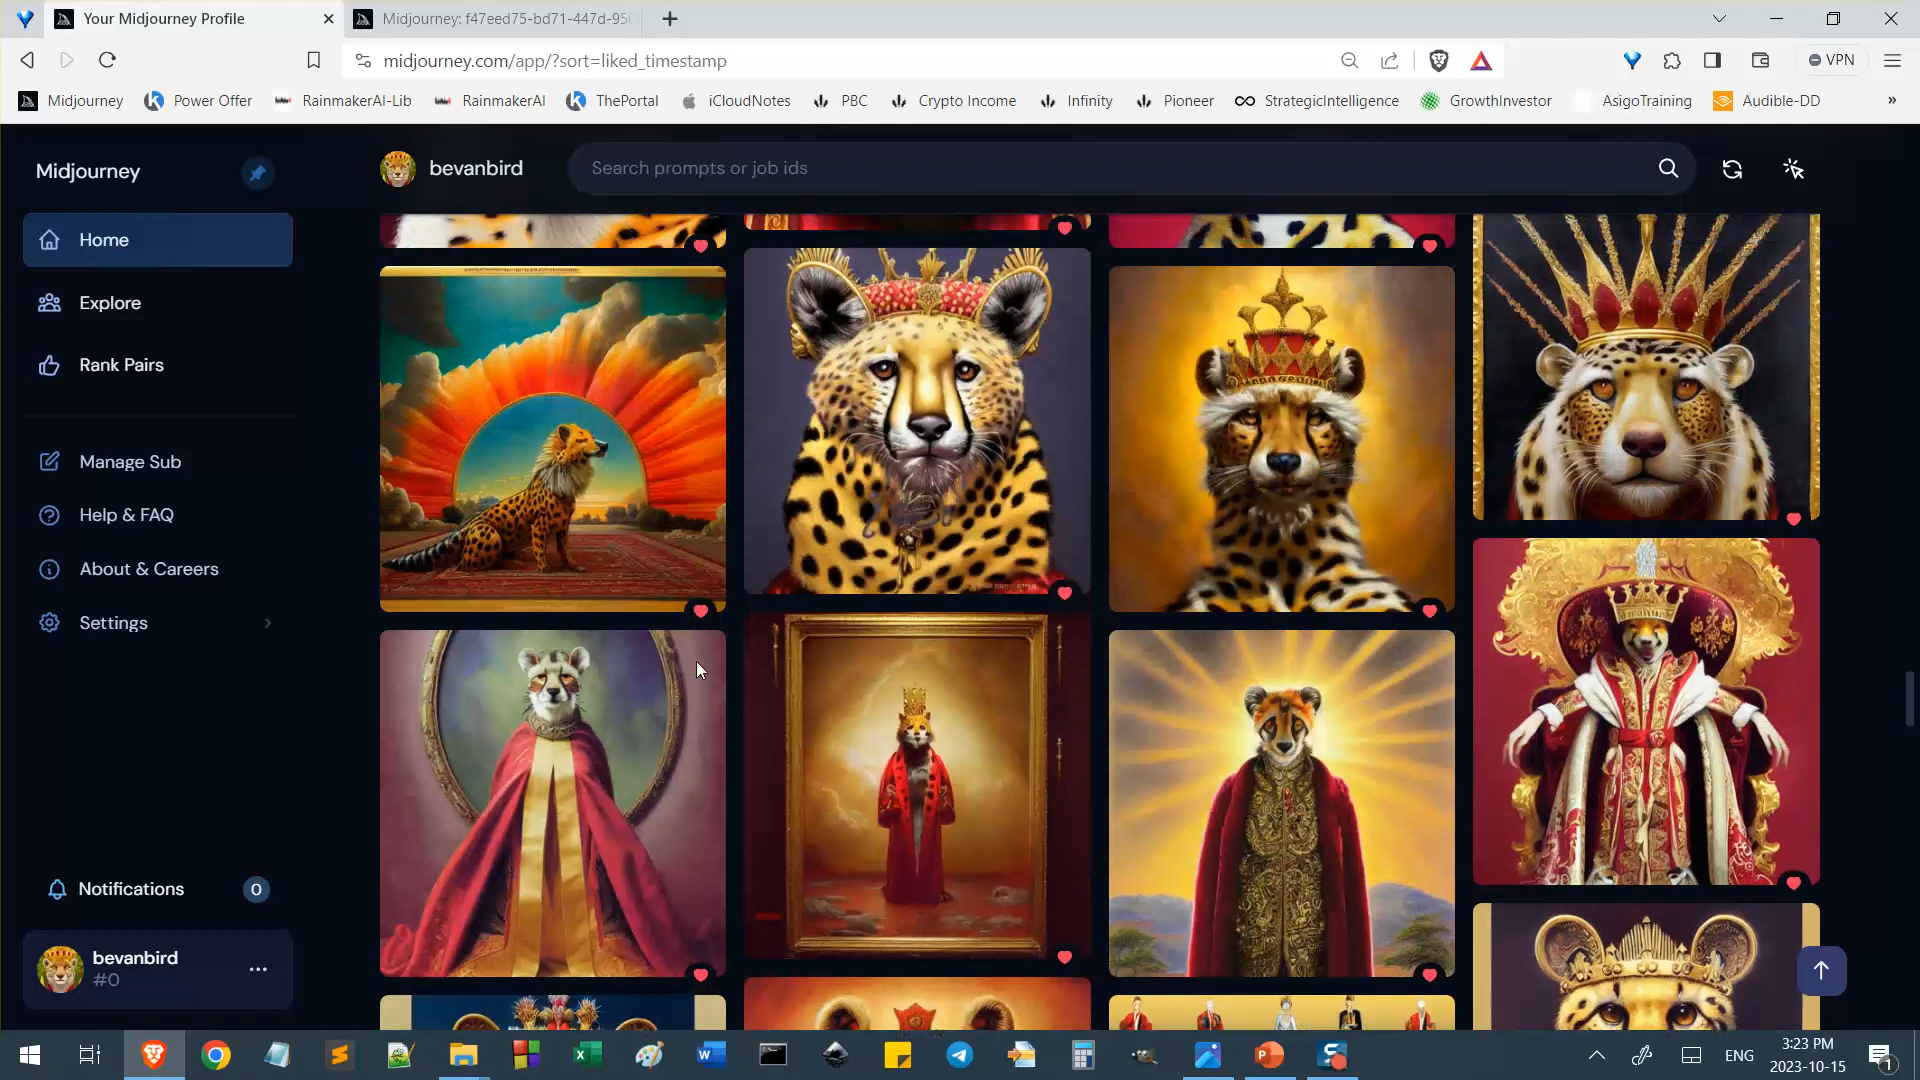 Your Midjourney Profile
Midjourney: f47eed75-bd71-447d-950
midjourney.com/app/?sort=liked_timestamp
VPN
Midjourney
Power Offer
RainmakerAI-Lib
RainmakerAI
ThePortal
iCloudNotes
PBC
Crypto Income
Infinity
Pioneer
StrategicIntelligence
GrowthInvestor
AsigoTraining
Audible-DD
»
Midjourney
bevanbird
Search prompts or job ids
Home
Explore
Rank Pairs
Manage Sub
Help & FAQ
About & Careers
Settings
Notifications
0
bevanbird
#0
ENG
3:23 PM
2023-10-15
1